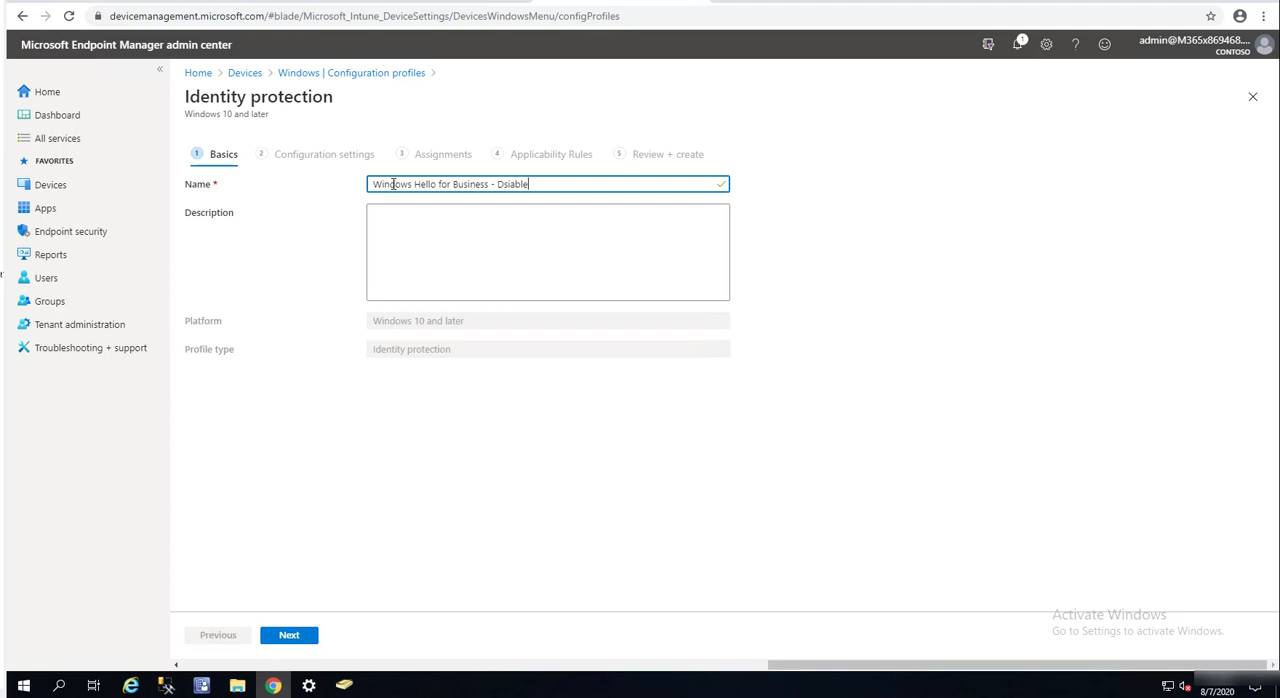 devicemanagement.microsoft.com/#blade/Microsoft_Intune_DeviceSettings/DevicesWindowsMenu/configProfiles
Microsoft Endpoint Manager admin center
1
?
admin@M365x869468....
CONTOSO
«
Home > Devices > Windows | Configuration profiles >
Identity protection
Windows 10 and later
Home
Dashboard
All services
FAVORITES
Devices
Apps
Endpoint security
Reports
Users
Groups
Tenant administration
Troubleshooting + support
1 Basics 2 Configuration settings 3 Assignments 4 Applicability Rules 5 Review + create
Name * Windows Hello for Business - Dsiable
Description
Platform Windows 10 and later
Profile type Identity protection
Previous Next
Activate Windows
Go to Settings to activate Windows.
8/7/2020